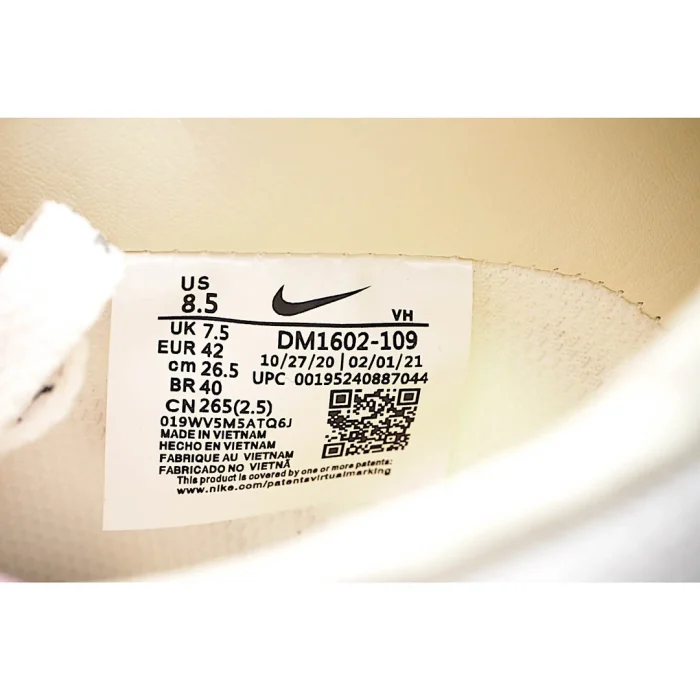 US
8.5
VH
UK 7.5
EUR 42
cm 26.5
BR 40
CN 265(2.5)
DM1602-109
10/27/20 | 02/01/21
UPC 00195240887044
019WV5M5ATQ6J
MADE IN VIETNAM
HECHO EN VIETNAM
FABRIQUE AU VIETNAM
FABRICADO NO VIETNÃ
This product is covered by one or more patents:
www.nike.com/patentsvirtualmarking